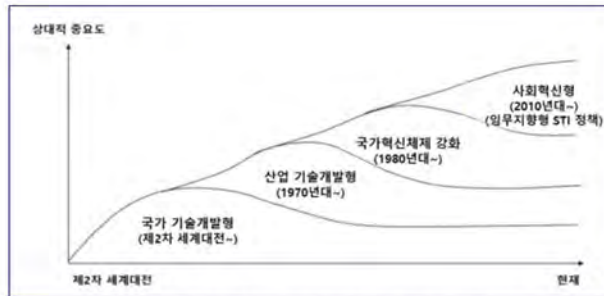 상대적 중요도
사회혁신형
(2010년대~)
(임무지향형 STI 정책)
국가혁신체제 강화
(1980년대~)
산업 기술개발형
(1970년대~)
국가 기술개발형
(제2차 세계대전~)
제2차 세계대전
현재